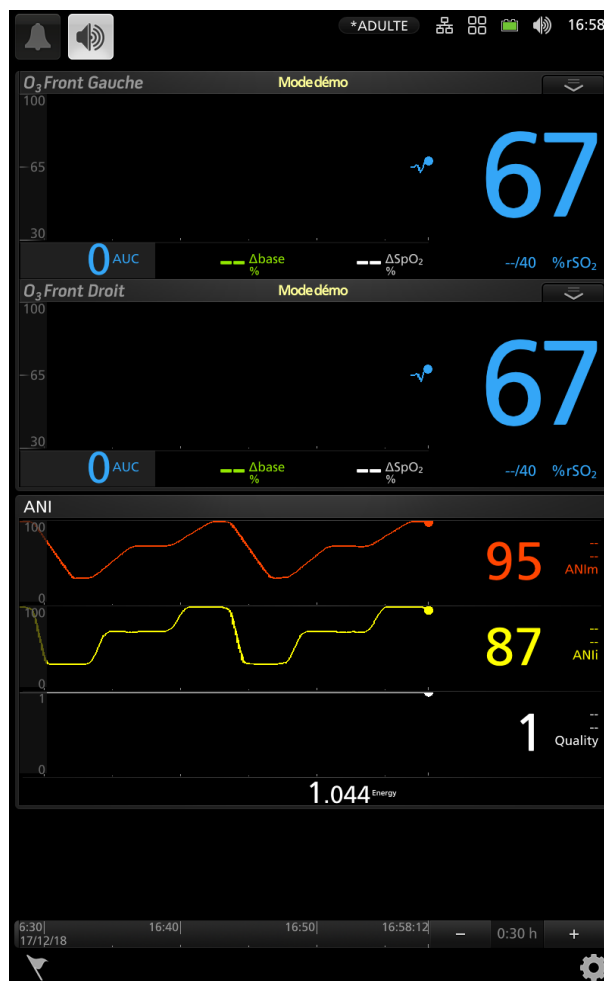 *ADULTE 16:58
O3 Front Gauche Mode démo
100
65
30
67
0 AUC -- Δbase % -- ΔSpO2 % --/40 %rSO2
O3 Front Droit Mode démo
100
65
30
67
0 AUC -- Δbase % -- ΔSpO2 % --/40 %rSO2
ANI
100
0
95 -- -- ANIm
100
0
87 -- -- ANIi
1
0
1 -- -- Quality
1.044 Energy
6:30 16:40 16:50 16:58:12 − 0:30 h +
17/12/18